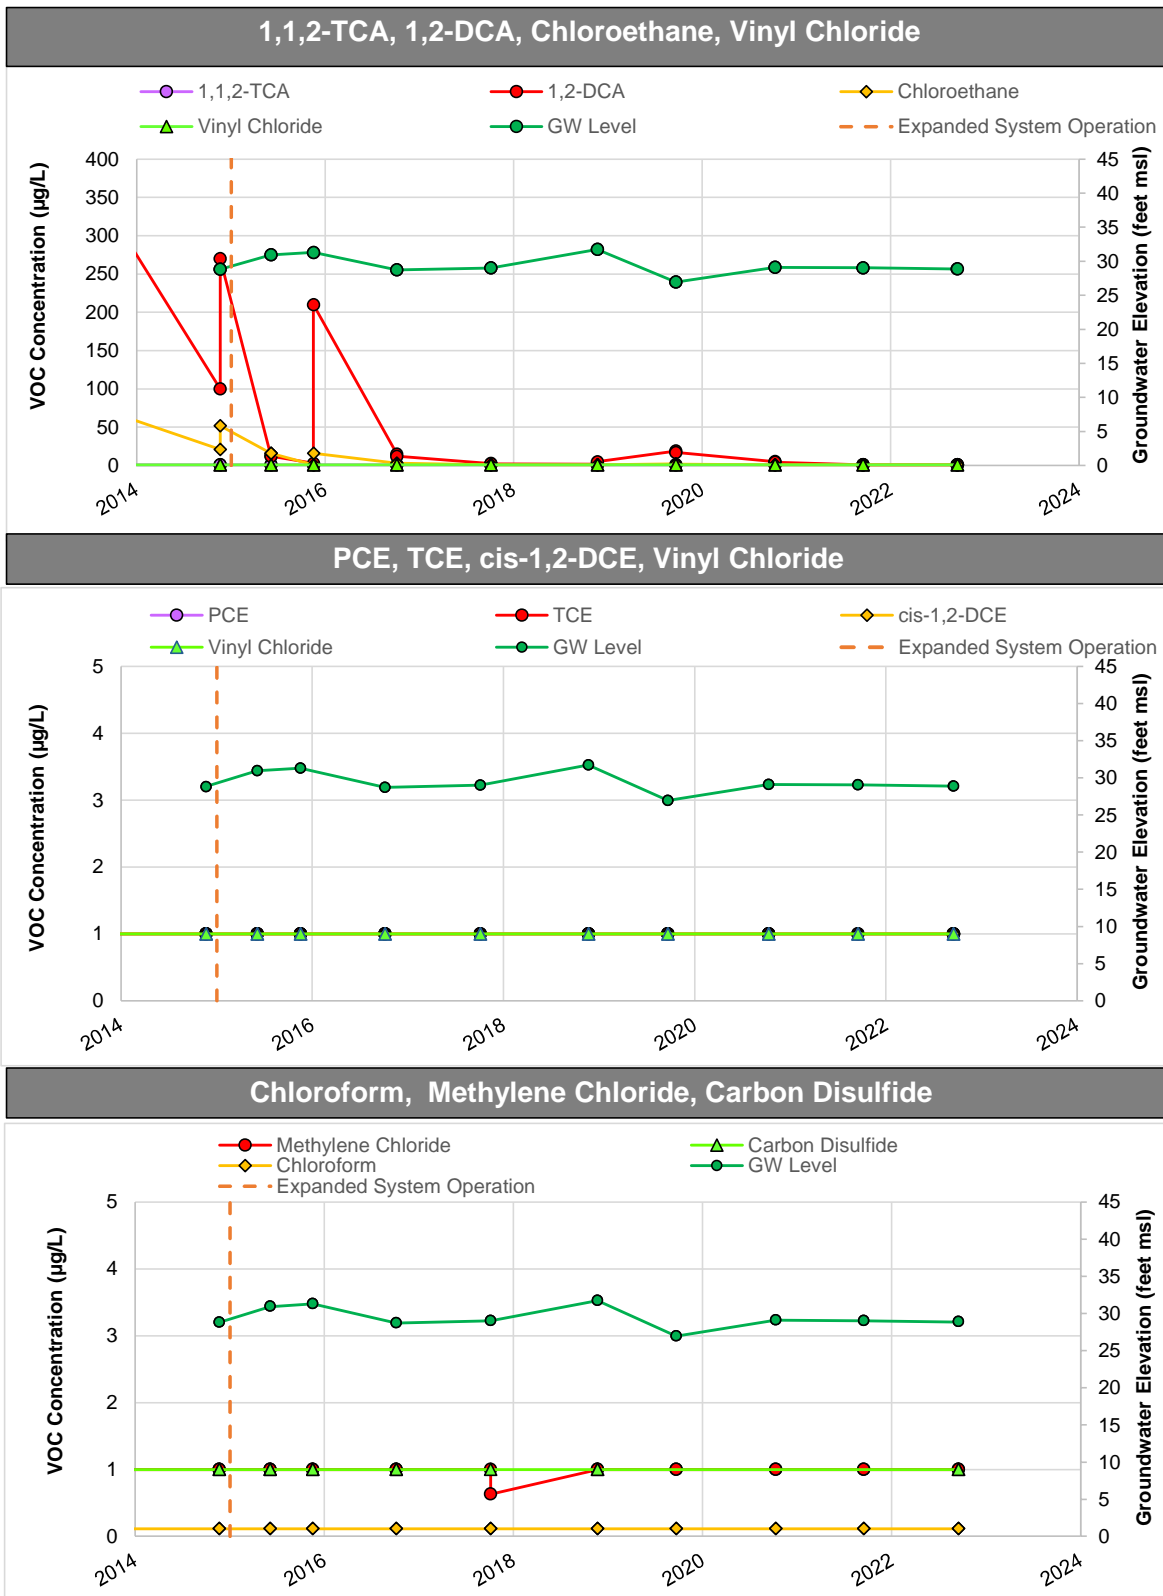 1,1,2-TCA, 1,2-DCA, Chloroethane, Vinyl Chloride
1,1,2-TCA 1,2-DCA Chloroethane
Vinyl Chloride GW Level Expanded System Operation
VOC Concentration (µg/L)
400
350
300
250
200
150
100
50
0
45
40
35
30
25
20
15
10
5
0
Groundwater Elevation (feet msl)
2014 2016 2018 2020 2022 2024
PCE, TCE, cis-1,2-DCE, Vinyl Chloride
PCE TCE cis-1,2-DCE
Vinyl Chloride GW Level Expanded System Operation
VOC Concentration (µg/L)
5
4
3
2
1
0
45
40
35
30
25
20
15
10
5
0
Groundwater Elevation (feet msl)
2014 2016 2018 2020 2022 2024
Chloroform,  Methylene Chloride, Carbon Disulfide
Methylene Chloride Carbon Disulfide
Chloroform GW Level
Expanded System Operation
VOC Concentration (µg/L)
5
4
3
2
1
0
45
40
35
30
25
20
15
10
5
0
Groundwater Elevation (feet msl)
2014 2016 2018 2020 2022 2024